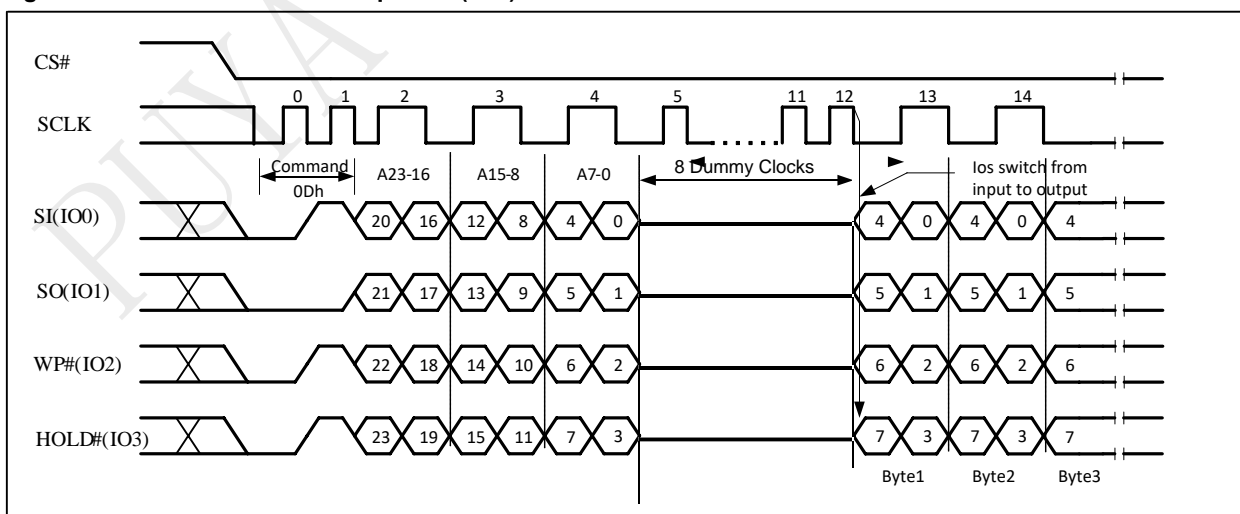 PUYA
CS#
0 1 2 3 4 5 11 12 13 14
SCLK
Command
0Dh
A23-16 A15-8 A7-0
8 Dummy Clocks
Ios switch from
input to output
SI(IO0) 20 16 12 8 4 0 4 0 4 0 4
SO(IO1) 21 17 13 9 5 1 5 1 5 1 5
WP#(IO2) 22 18 14 10 6 2 6 2 6 2 6
HOLD#(IO3) 23 19 15 11 7 3 7 3 7 3 7
Byte1 Byte2 Byte3